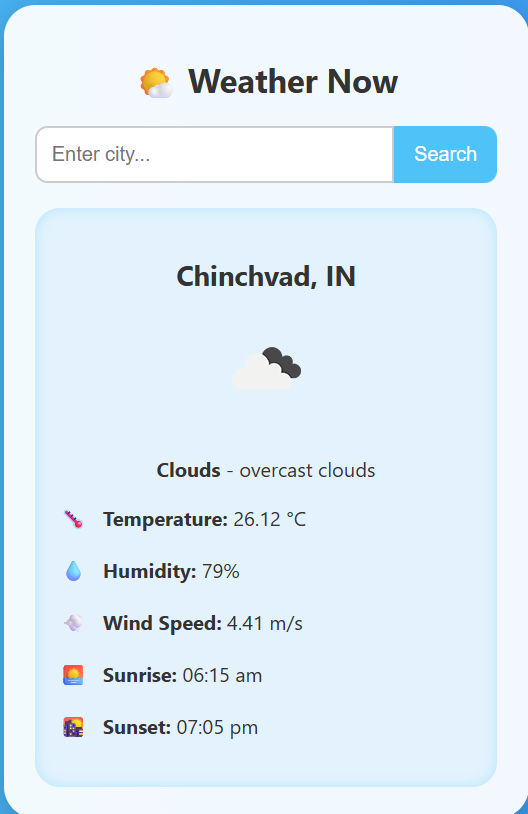 Weather Now
Enter city...
Search
Chinchvad, IN
Clouds - overcast clouds
Temperature: 26.12 °C
Humidity: 79%
Wind Speed: 4.41 m/s
Sunrise: 06:15 am
Sunset: 07:05 pm